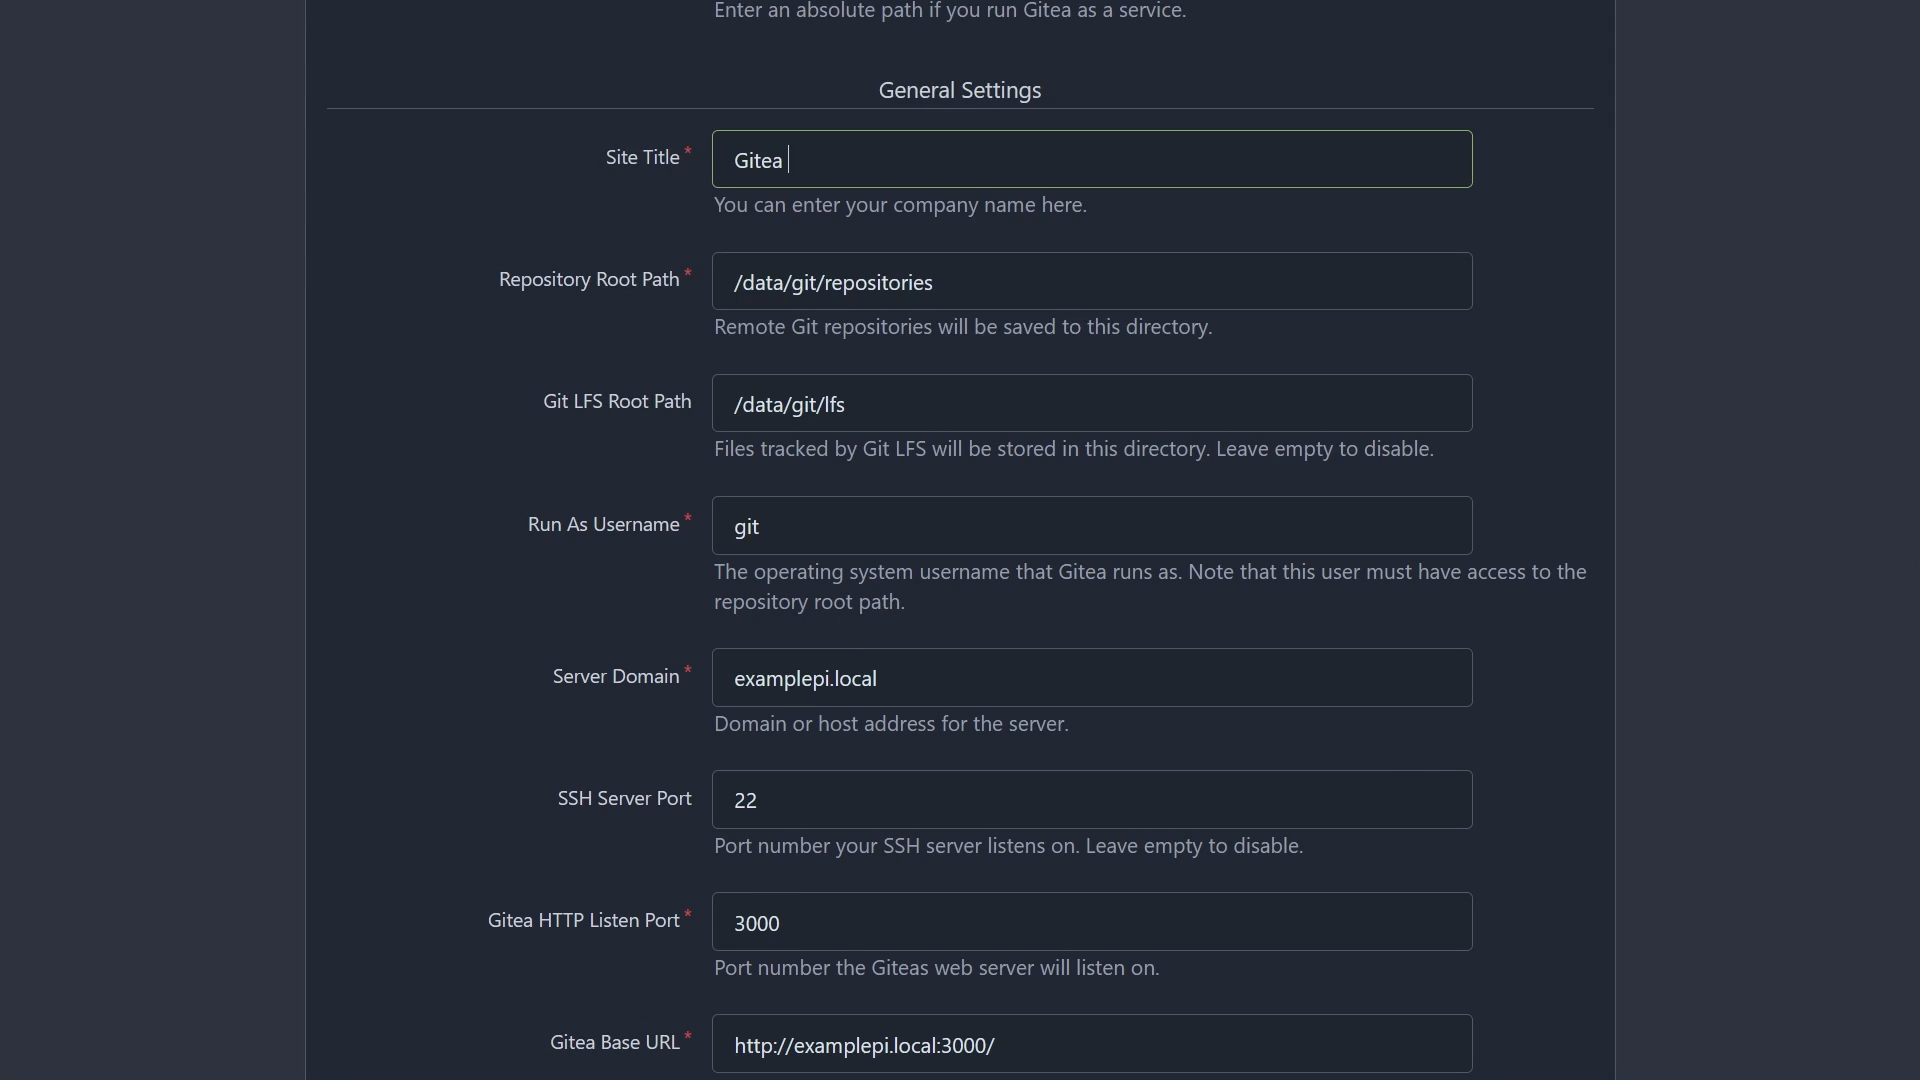 Enter an absolute path if you run Gitea as a service.
General Settings
Site Title*
Gitea
You can enter your company name here.
Repository Root Path*
/data/git/repositories
Remote Git repositories will be saved to this directory.
Git LFS Root Path
/data/git/lfs
Files tracked by Git LFS will be stored in this directory. Leave empty to disable.
Run As Username*
git
The operating system username that Gitea runs as. Note that this user must have access to the
repository root path.
Server Domain*
examplepi.local
Domain or host address for the server.
SSH Server Port
22
Port number your SSH server listens on. Leave empty to disable.
Gitea HTTP Listen Port*
3000
Port number the Giteas web server will listen on.
Gitea Base URL*
http://examplepi.local:3000/